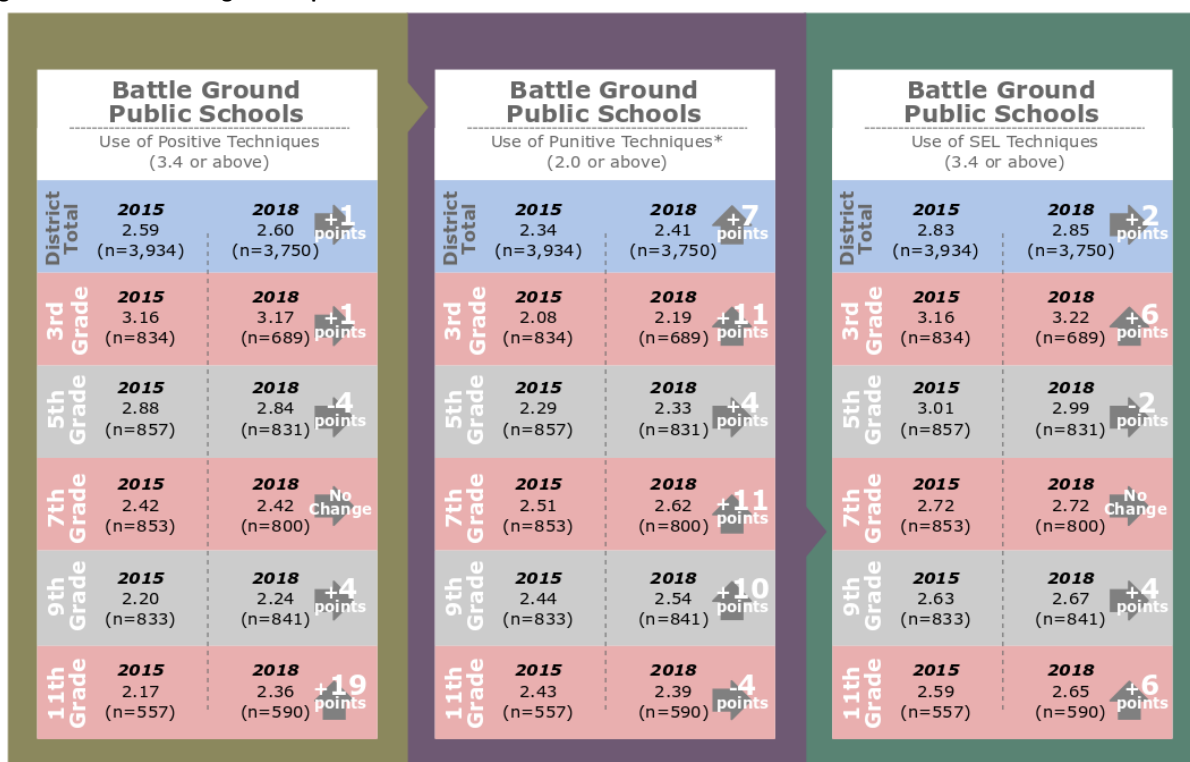 Battle Ground
Public Schools
Use of Positive Techniques
(3.4 or above)
District
Total
2015 2018
2.59 2.60
(n=3,934) (n=3,750)
+1
points
3rd
Grade
2015 2018
3.16 3.17
(n=834) (n=689)
+1
points
5th
Grade
2015 2018
2.88 2.84
(n=857) (n=831)
-4
points
7th
Grade
2015 2018
2.42 2.42
(n=853) (n=800)
No
Change
9th
Grade
2015 2018
2.20 2.24
(n=833) (n=841)
+4
points
11th
Grade
2015 2018
2.17 2.36
(n=557) (n=590)
+19
points
Battle Ground
Public Schools
Use of Punitive Techniques*
(2.0 or above)
District
Total
2015 2018
2.34 2.41
(n=3,934) (n=3,750)
+7
points
3rd
Grade
2015 2018
2.08 2.19
(n=834) (n=689)
+11
points
5th
Grade
2015 2018
2.29 2.33
(n=857) (n=831)
+4
points
7th
Grade
2015 2018
2.51 2.62
(n=853) (n=800)
+11
points
9th
Grade
2015 2018
2.44 2.54
(n=833) (n=841)
+10
points
11th
Grade
2015 2018
2.43 2.39
(n=557) (n=590)
-4
points
Battle Ground
Public Schools
Use of SEL Techniques
(3.4 or above)
District
Total
2015 2018
2.83 2.85
(n=3,934) (n=3,750)
+2
points
3rd
Grade
2015 2018
3.16 3.22
(n=834) (n=689)
+6
points
5th
Grade
2015 2018
3.01 2.99
(n=857) (n=831)
-2
points
7th
Grade
2015 2018
2.72 2.72
(n=853) (n=800)
No
Change
9th
Grade
2015 2018
2.63 2.67
(n=833) (n=841)
+4
points
11th
Grade
2015 2018
2.59 2.65
(n=557) (n=590)
+6
points